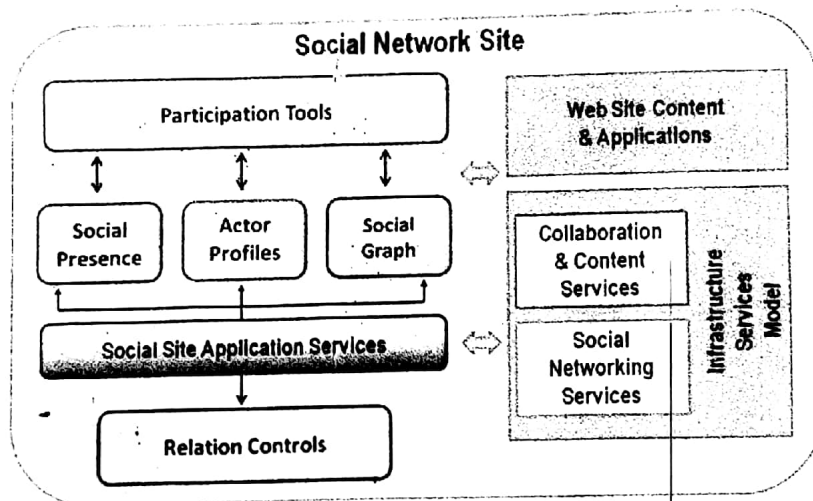 Social Network Site
Participation Tools
Social
Presence
Actor
Profiles
Social
Graph
Social Site Application Services
Relation Controls
Web Site Content
& Applications
Collaboration
& Content
Services
Social
Networking
Services
Infrastructure
Services
Model